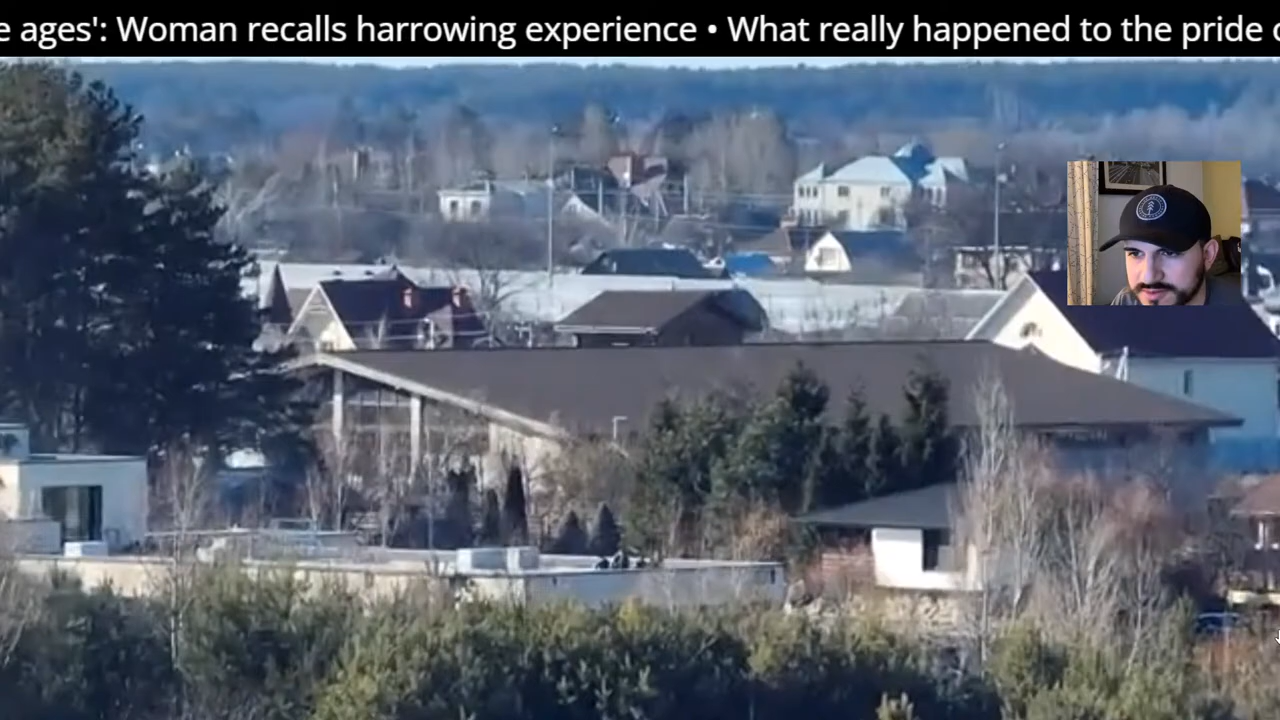 e ages': Woman recalls harrowing experience • What really happened to the pride